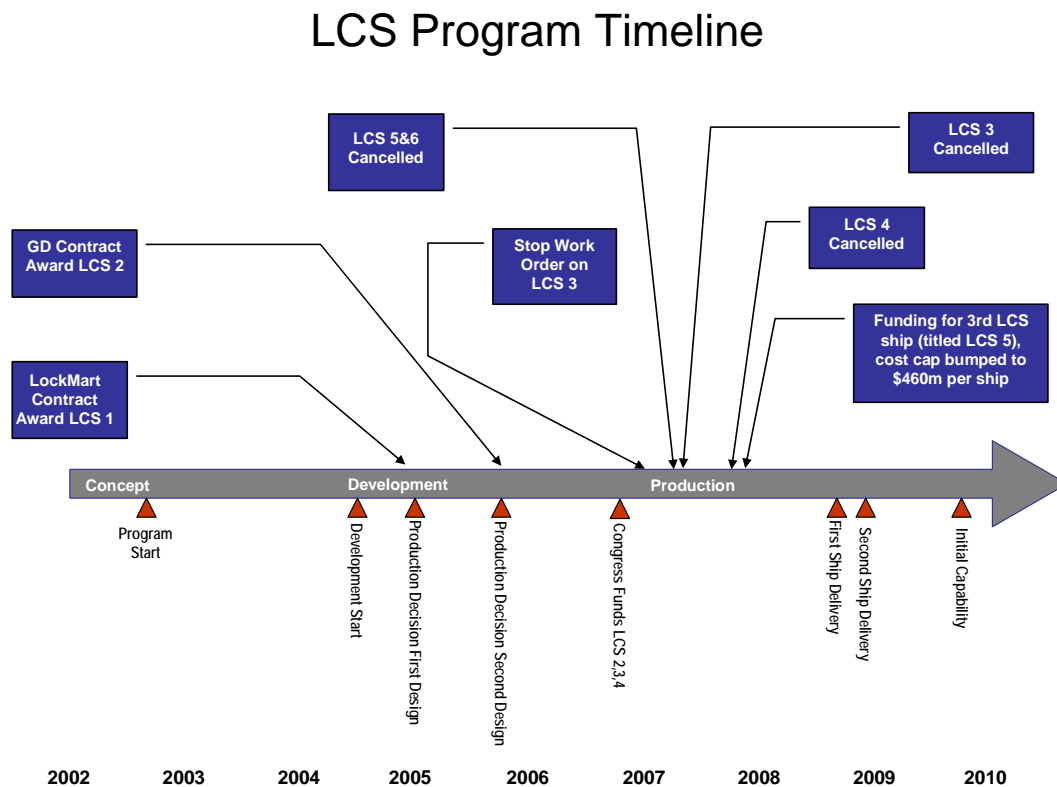 LCS Program Timeline
LCS 5&6
Cancelled
LCS 3
Cancelled
GD Contract
Award LCS 2
Stop Work
Order on
LCS 3
LCS 4
Cancelled
LockMart
Contract
Award LCS 1
Funding for 3rd LCS
ship (titled LCS 5),
cost cap bumped to
$460m per ship
Concept
Development
Production
Program
Start
Development Start
Production Decision First Design
Production Decision Second Design
Congress Funds LCS 2,3,4
First Ship Delivery
Second Ship Delivery
Initial Capability
2002
2003
2004
2005
2006
2007
2008
2009
2010